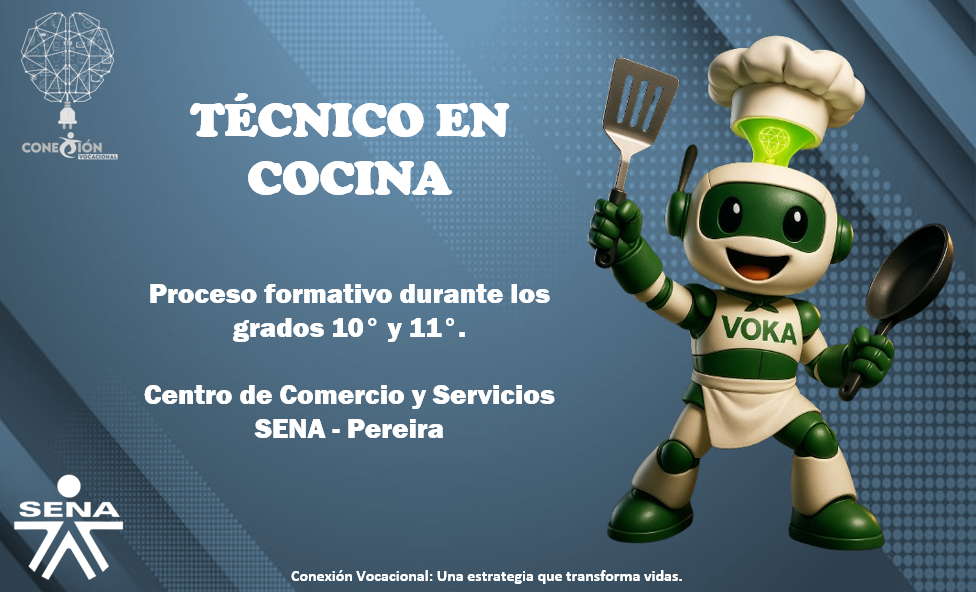 CONEXIÓN
VOCACIONAL
TÉCNICO EN
COCINA
Proceso formativo durante los
grados 10° y 11°.
Centro de Comercio y Servicios
SENA - Pereira
VOKA
SENA
Conexión Vocacional: Una estrategia que transforma vidas.